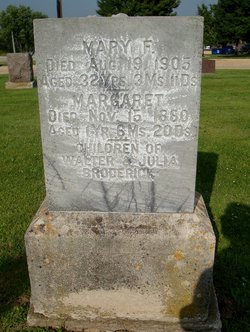 MARY F.
DIED AUG. 19, 1905
AGED 32 YRS. 3 MS. 11 DS.
MARGARET
DIED NOV. 15, 1880
AGED 1 YR. 6 MS. 20 DS.
CHILDREN OF
WALTER & JULIA
BRODERICK